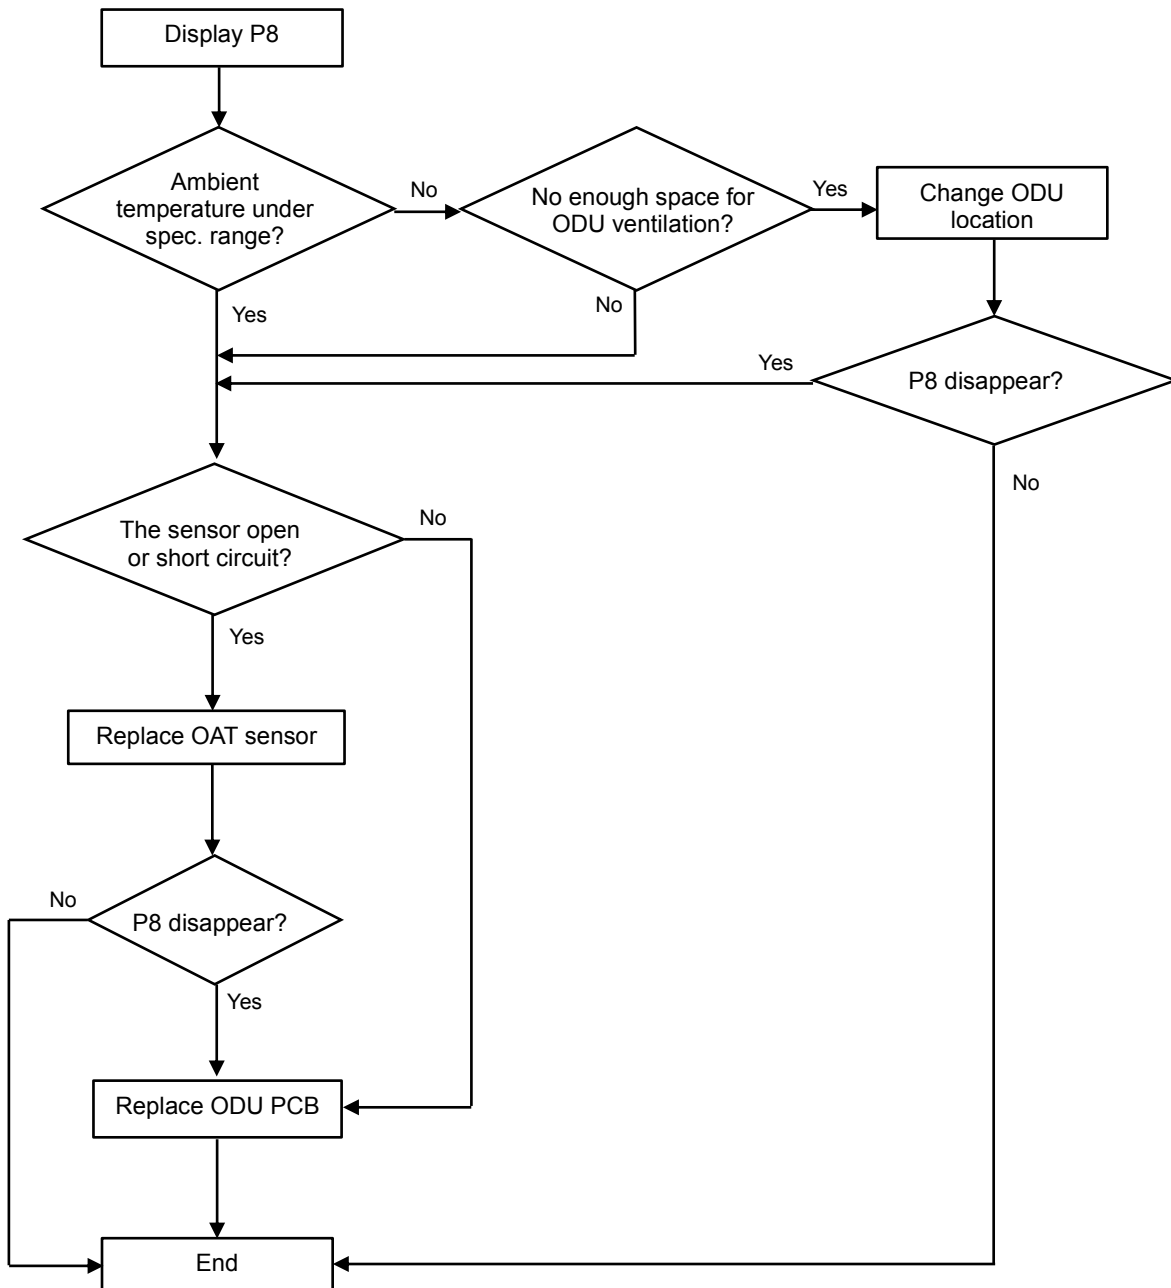 Display P8
Ambient
temperature under
spec. range?
No
No enough space for
ODU ventilation?
Yes
Change ODU
location
Yes
No
Yes
P8 disappear?
No
The sensor open
or short circuit?
No
Yes
Replace OAT sensor
No
P8 disappear?
Yes
Replace ODU PCB
End